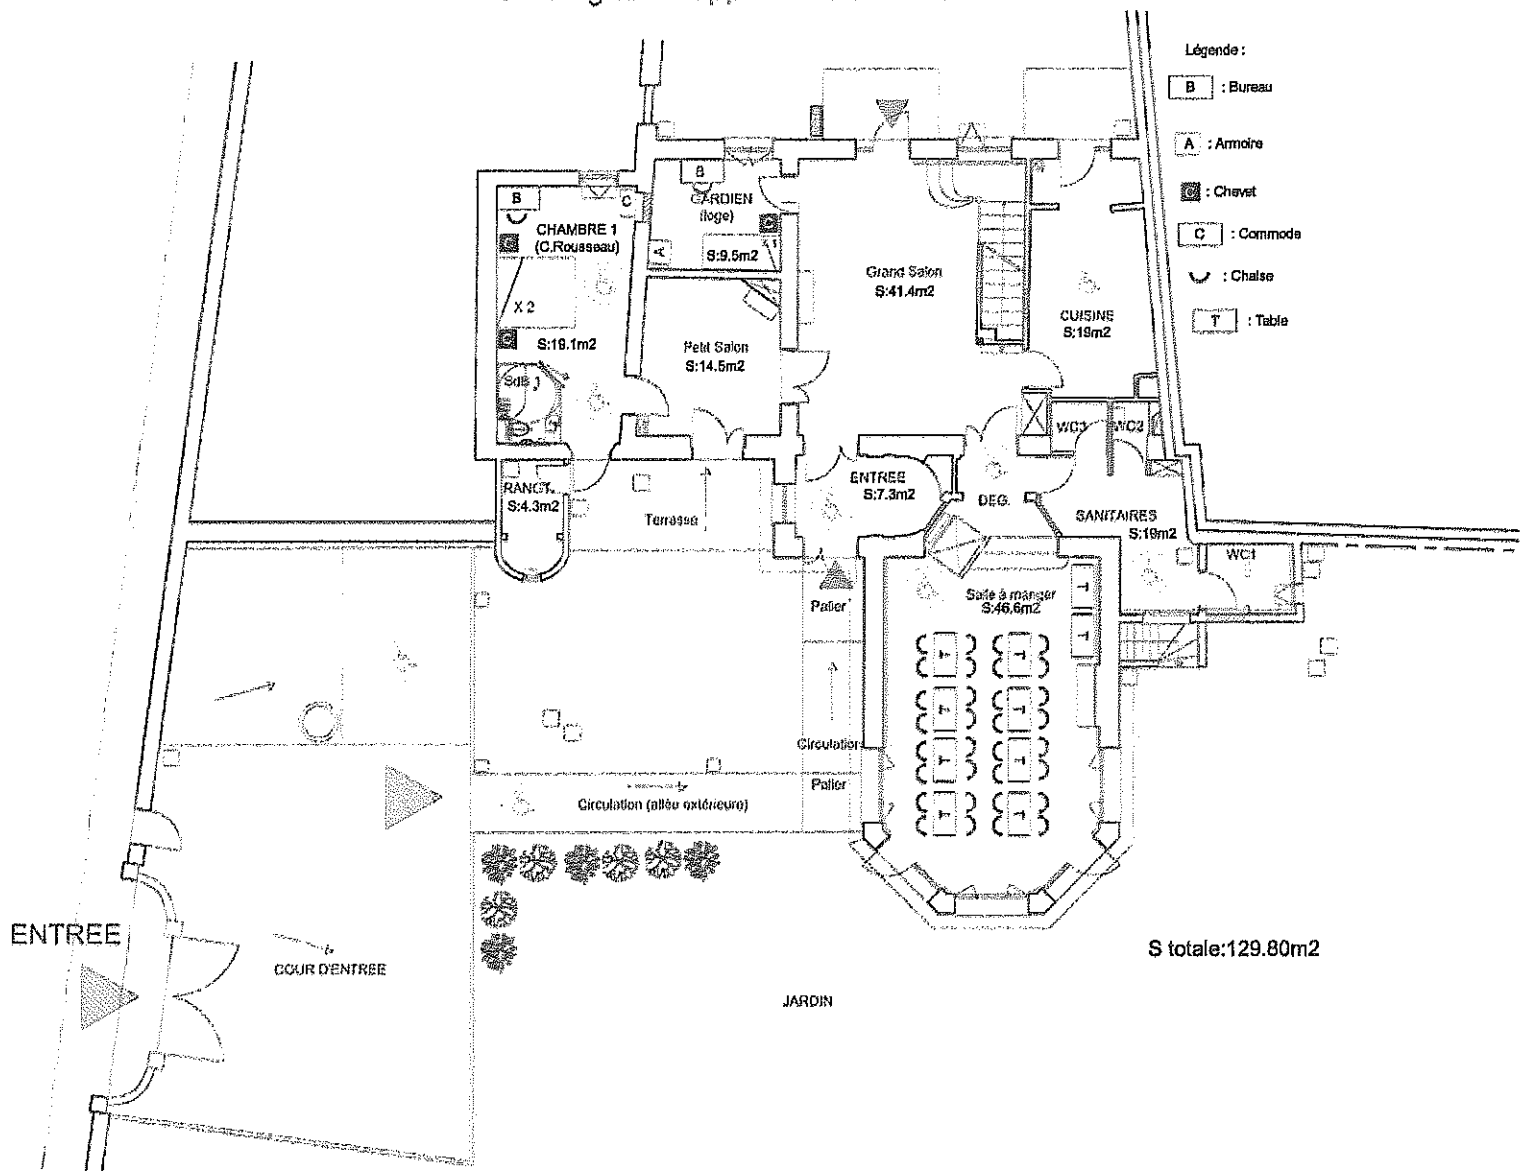 Légende :
B : Bureau
A : Armoire
C : Chevet
C : Commode
: Chaise
T : Table
B
B
C
GARDIEN
(loge)
C
CHAMBRE 1
(C.Rousseau)
C
A
S:9.5m2
X 2
C
S:19.1m2
Grand Salon
S:41.4m2
CUISINE
S:19m2
Petit Salon
S:14.5m2
SdB 1
WC3
WC2
RANGT.
S:4.3m2
ENTREE
S:7.3m2
DEG.
Terrasse
SANITAIRES
S:19m2
WC1
Palier
Salle à manger
S:46.6m2
T
T
T T
T T
T T
T T
Circulation
Palier
Circulation (allée extérieure)
ENTREE
COUR D'ENTREE
S totale:129.80m2
JARDIN